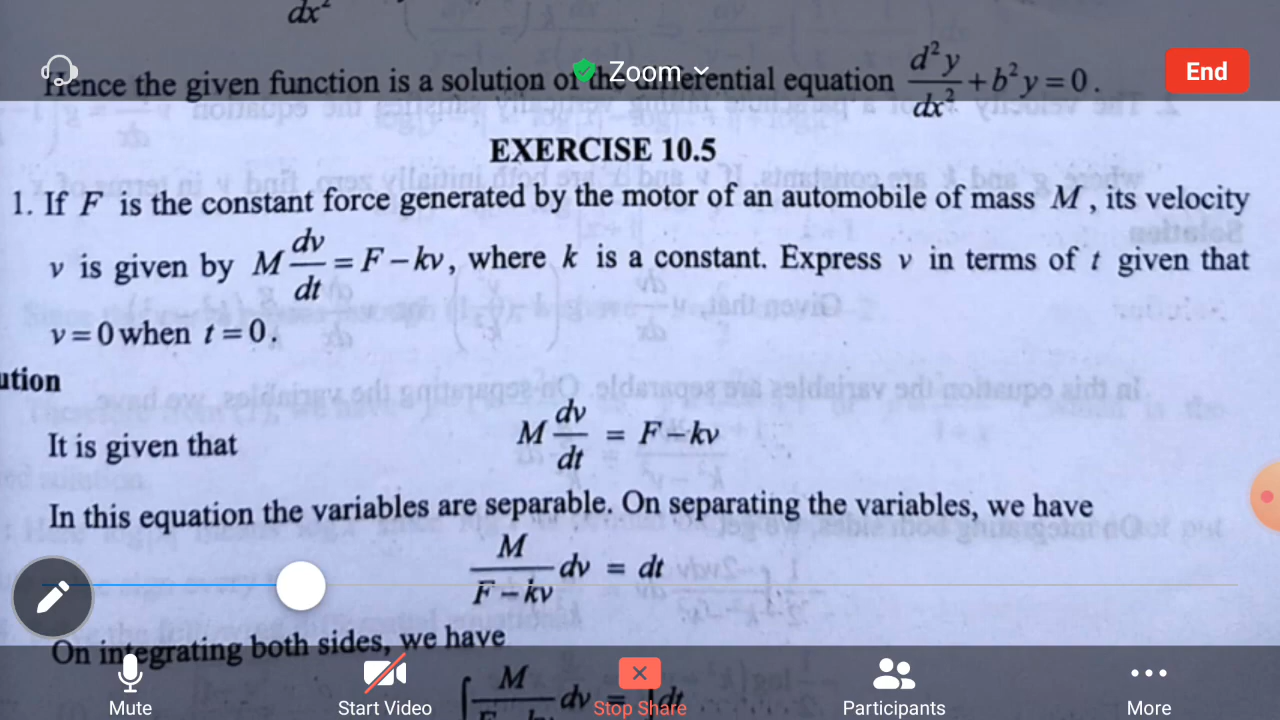 dx²
Hence the given function is a solution of the differential equation d²y/dx² + b²y = 0.
Zoom
End
EXERCISE 10.5
1. If F is the constant force generated by the motor of an automobile of mass M, its velocity
v is given by M dv/dt = F − kv, where k is a constant. Express v in terms of t given that
v = 0 when t = 0.
ution
It is given that M dv/dt = F − kv
In this equation the variables are separable. On separating the variables, we have
M/(F − kv) dv = dt
On integrating both sides, we have
∫ M/(F − kv) dv = ∫ dt
Mute
Start Video
Stop Share
Participants
More